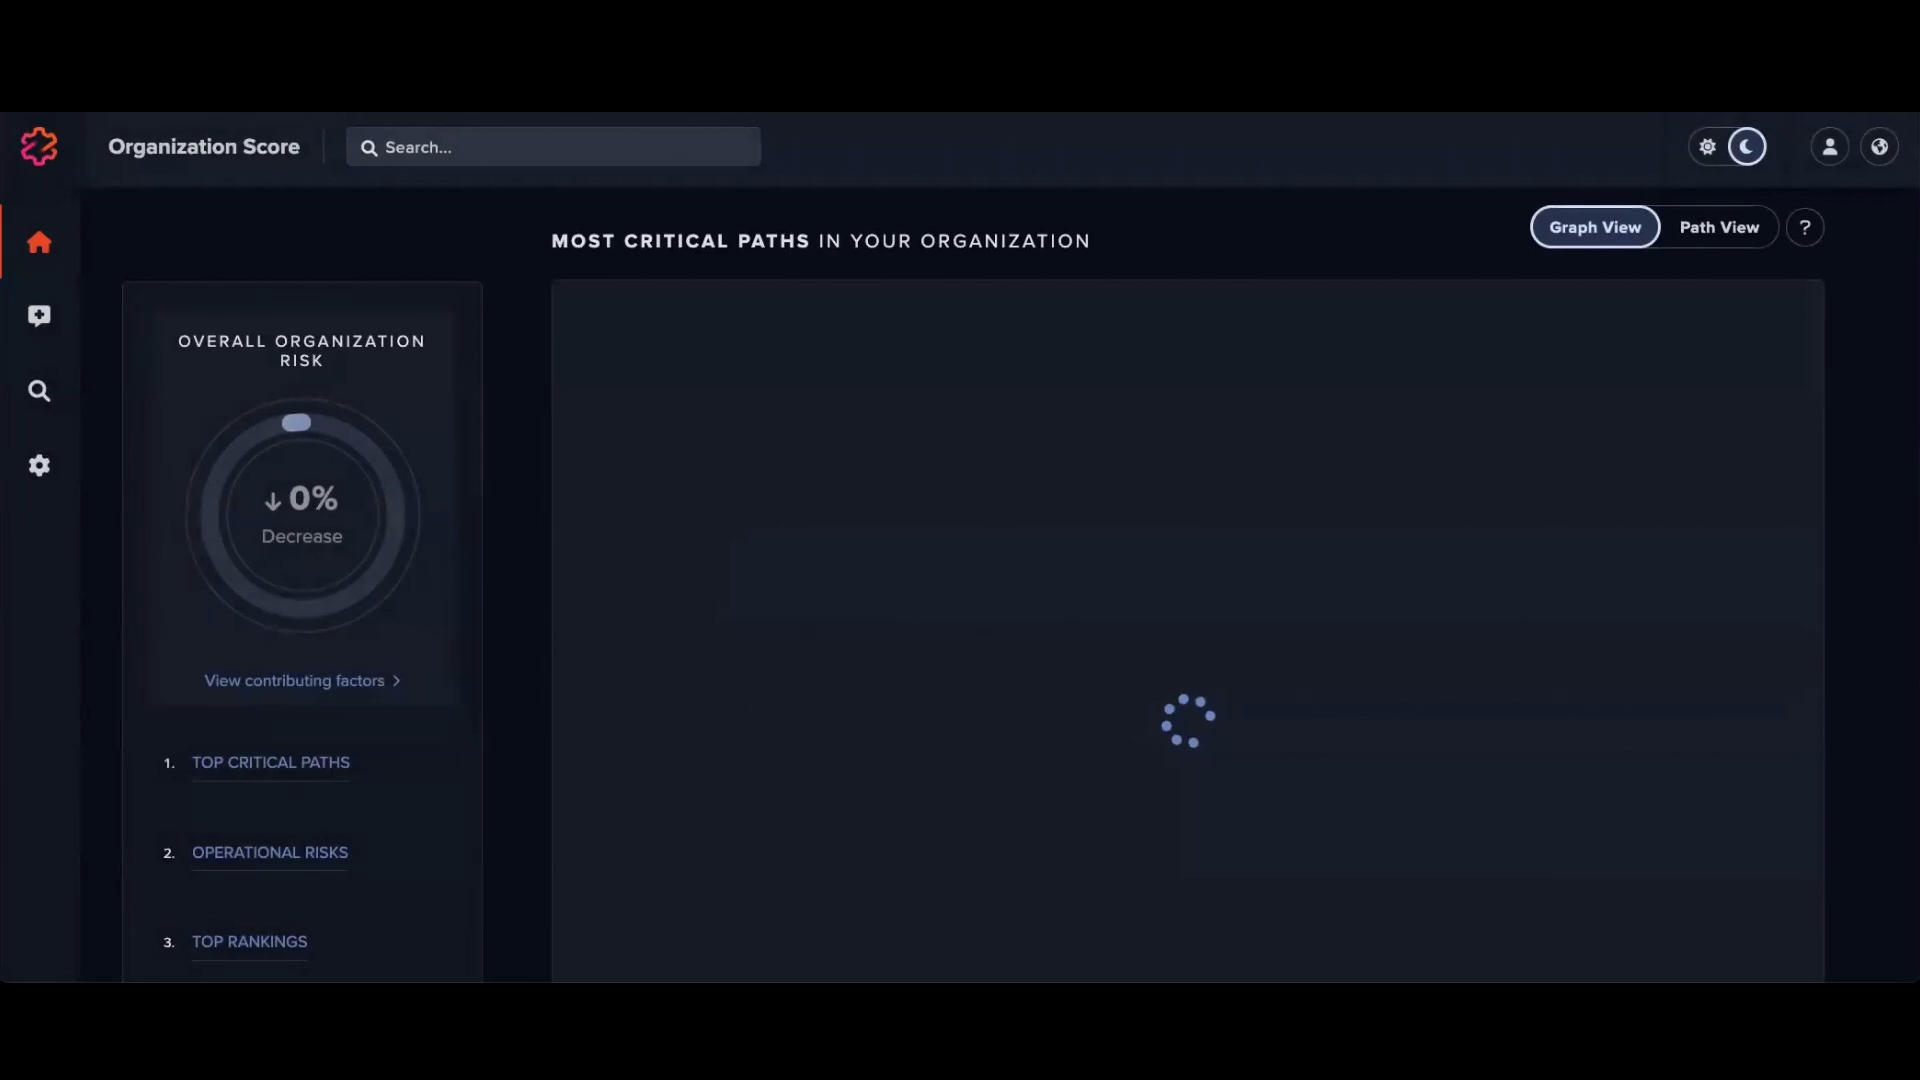 Organization Score
Search...
MOST CRITICAL PATHS IN YOUR ORGANIZATION
Graph View
Path View
?
OVERALL ORGANIZATION
RISK
↓ 0%
Decrease
View contributing factors >
1. TOP CRITICAL PATHS
2. OPERATIONAL RISKS
3. TOP RANKINGS